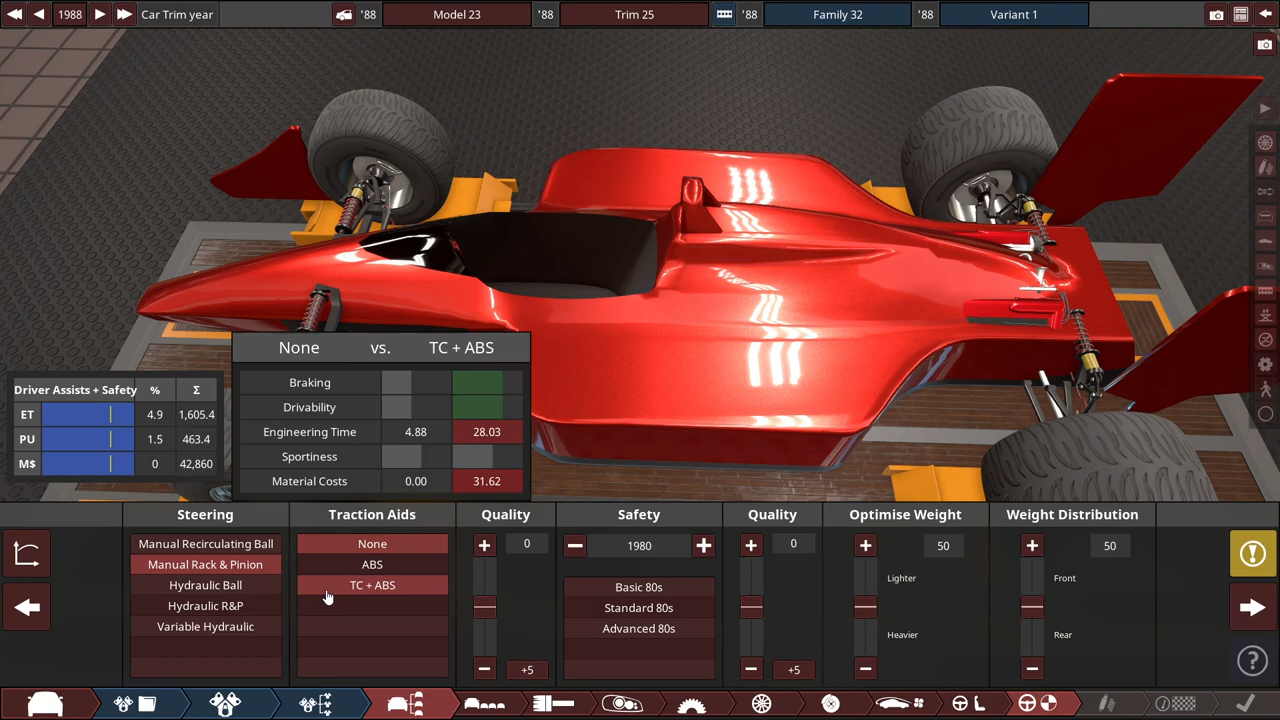 1988 Car Trim year '88 Model 23 '88 Trim 25 '88 Family 32 '88 Variant 1
None vs. TC + ABS
Braking
Drivability
Engineering Time 4.88 28.03
Sportiness
Material Costs 0.00 31.62
Driver Assists + Safety % Σ
ET 4.9 1,605.4
PU 1.5 463.4
M$ 0 42,860
Steering
Manual Recirculating Ball
Manual Rack & Pinion
Hydraulic Ball
Hydraulic R&P
Variable Hydraulic
Traction Aids
None
ABS
TC + ABS
Quality
+ 0
− +5
Safety
− 1980 +
Basic 80s
Standard 80s
Advanced 80s
Quality
+ 0
− +5
Optimise Weight
+ 50
Lighter
Heavier
−
Weight Distribution
+ 50
Front
Rear
−